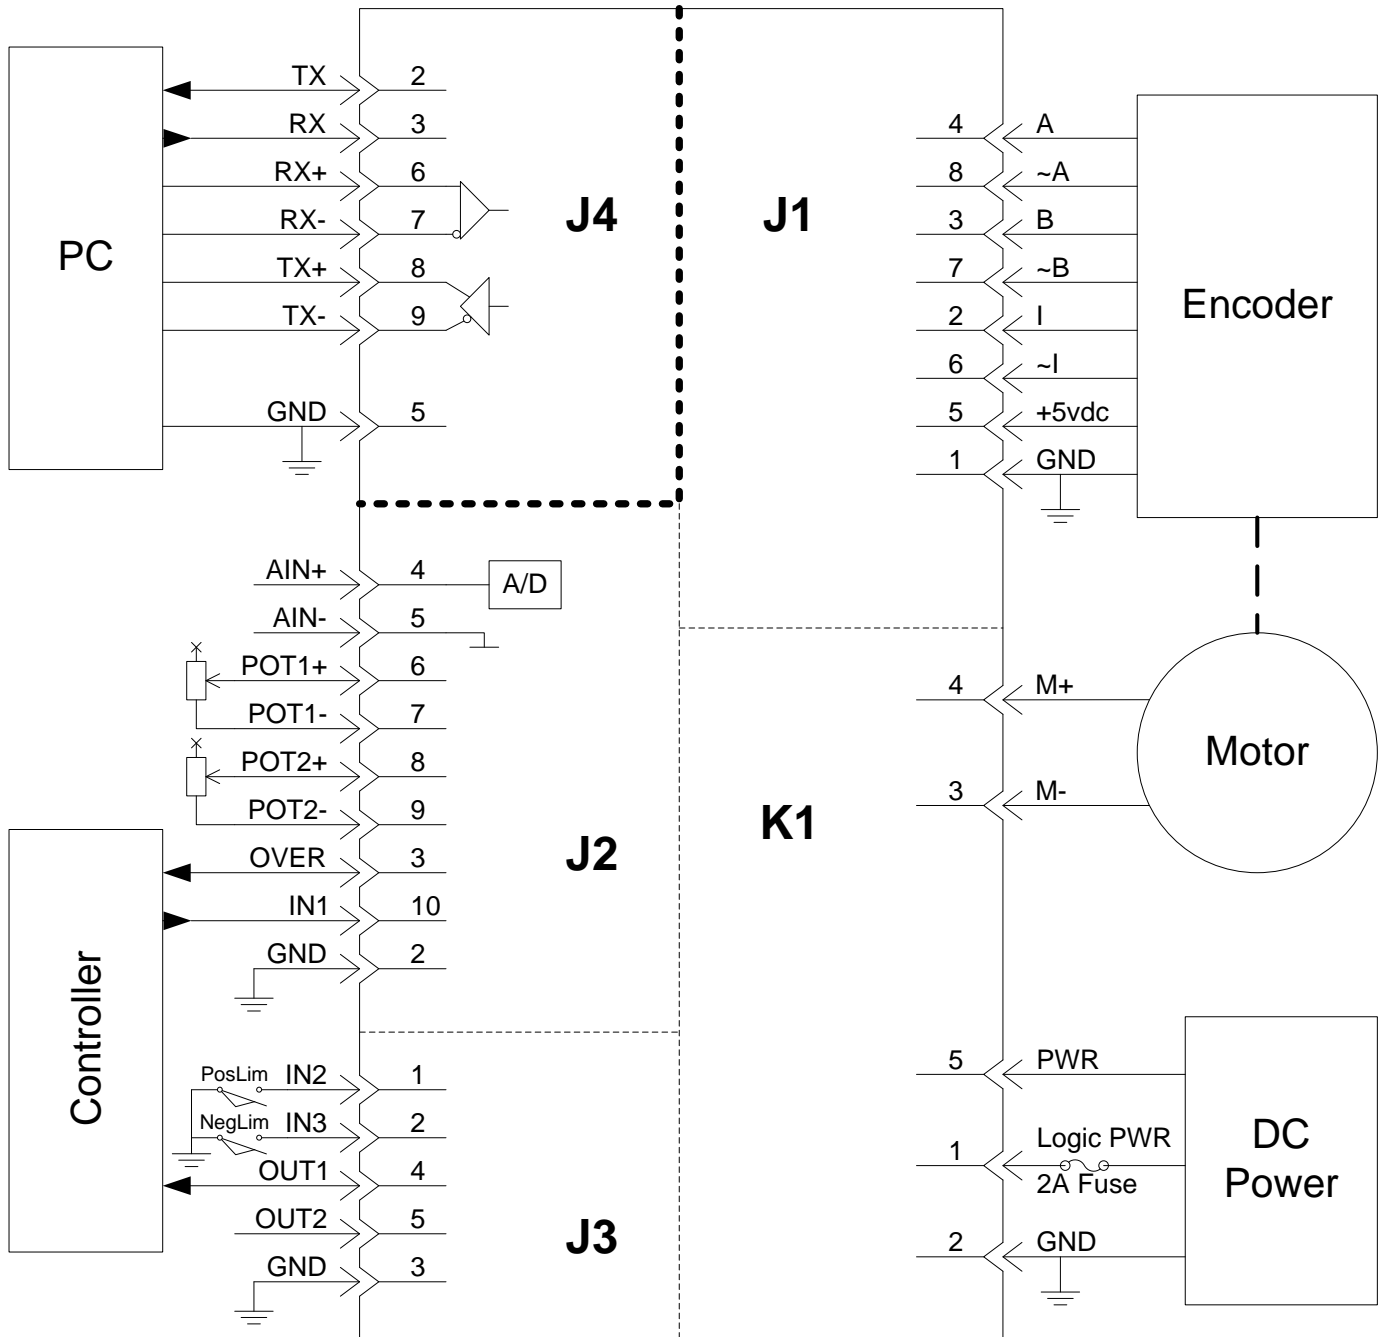 PC
TX 2
RX 3
RX+ 6
RX- 7
TX+ 8
TX- 9
GND 5
J4
J1
4 A
8 ~A
3 B
7 ~B
2 I
6 ~I
5 +5vdc
1 GND
Encoder
AIN+ 4 A/D
AIN- 5
POT1+ 6
POT1- 7
POT2+ 8
POT2- 9
OVER 3
IN1 10
GND 2
J2
K1
4 M+
3 M-
Motor
Controller
PosLim IN2 1
NegLim IN3 2
OUT1 4
OUT2 5
GND 3
J3
5 PWR
1 Logic PWR
2A Fuse
2 GND
DC
Power